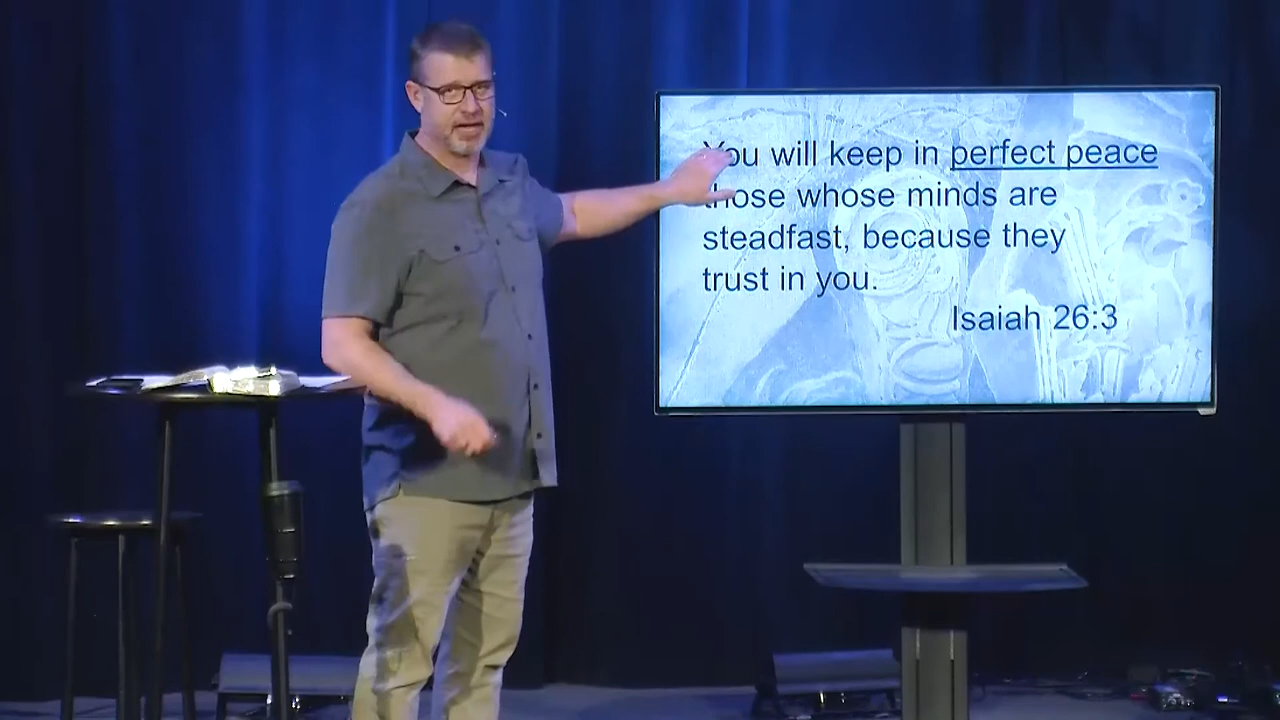 You will keep in perfect peace
those whose minds are
steadfast, because they
trust in you.
Isaiah 26:3